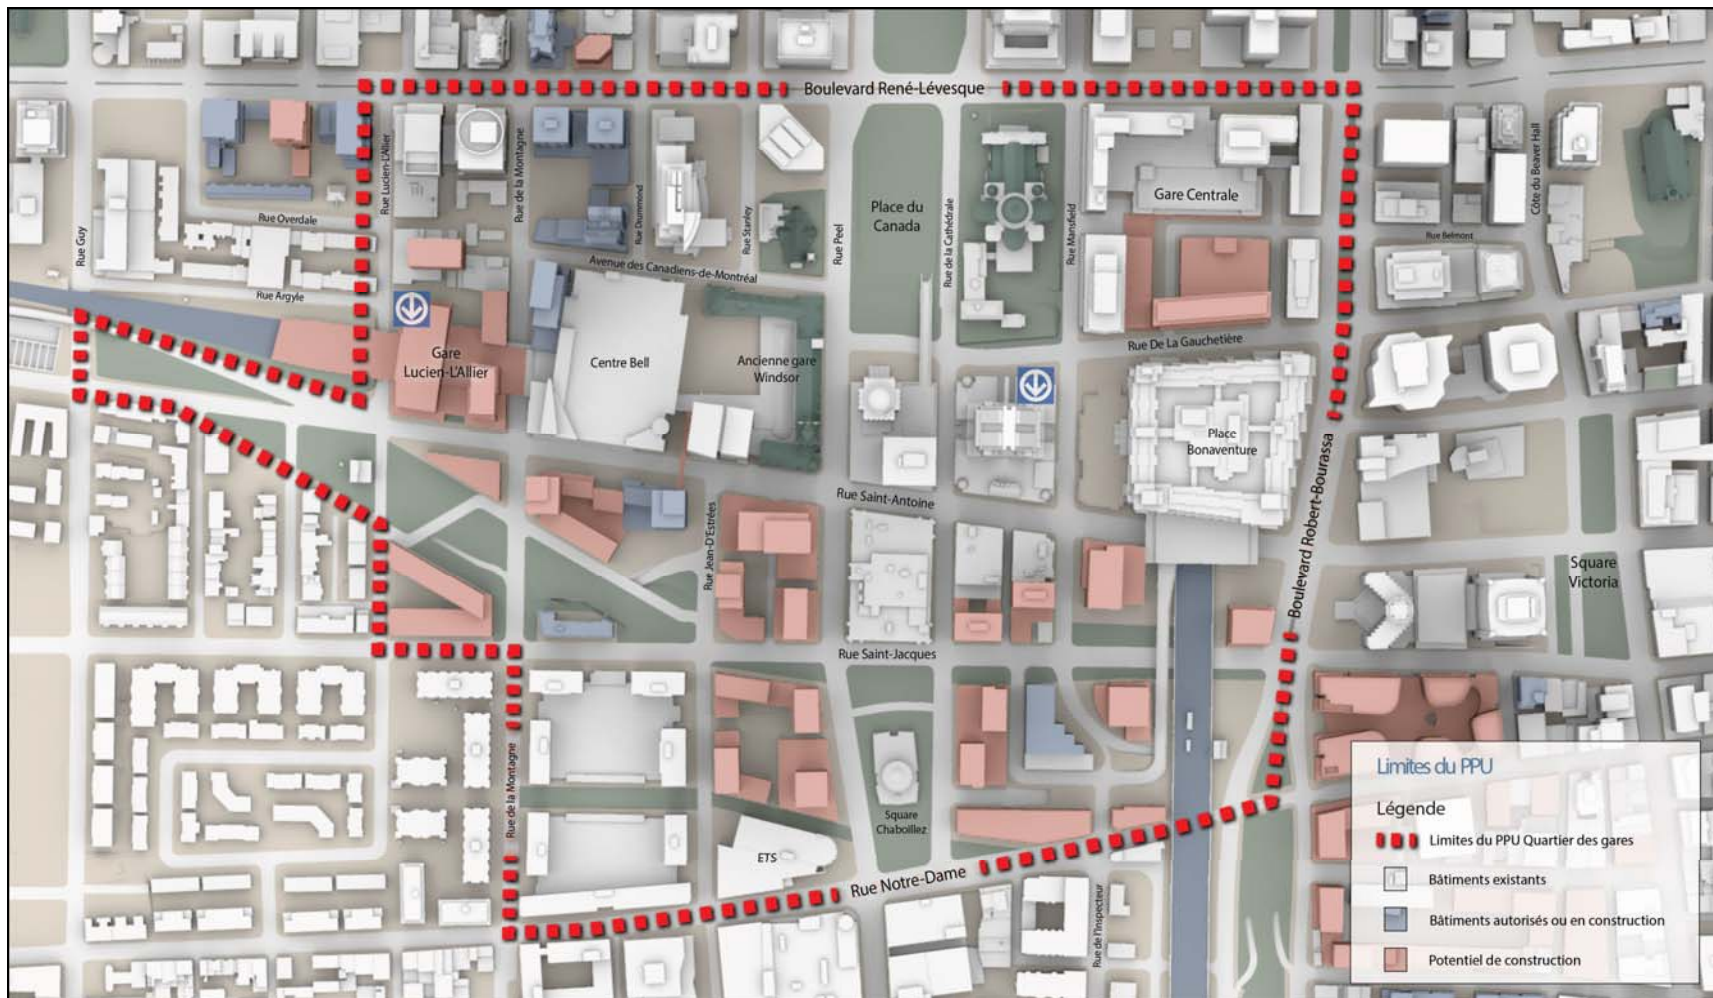 Boulevard René-Lévesque
Rue Lucien-L'Allier
Rue de la Montagne
Rue Drummond
Rue Stanley
Rue Peel
Place du
Canada
Rue de la Cathédrale
Rue Mansfield
Gare Centrale
Côte du Beaver Hall
Rue Belmont
Rue Guy
Rue Overdale
Rue Argyle
Avenue des Canadiens-de-Montréal
Gare
Lucien-L'Allier
Centre Bell
Ancienne gare
Windsor
Rue De La Gauchetière
Place
Bonaventure
Boulevard Robert-Bourassa
Rue Saint-Antoine
Rue Jean-D'Estrées
Square
Victoria
Rue Saint-Jacques
Rue de la Montagne
Square
Chaboillez
ETS
Rue Notre-Dame
Rue de l'Inspecteur
Limites du PPU
Légende
Limites du PPU Quartier des gares
Bâtiments existants
Bâtiments autorisés ou en construction
Potentiel de construction